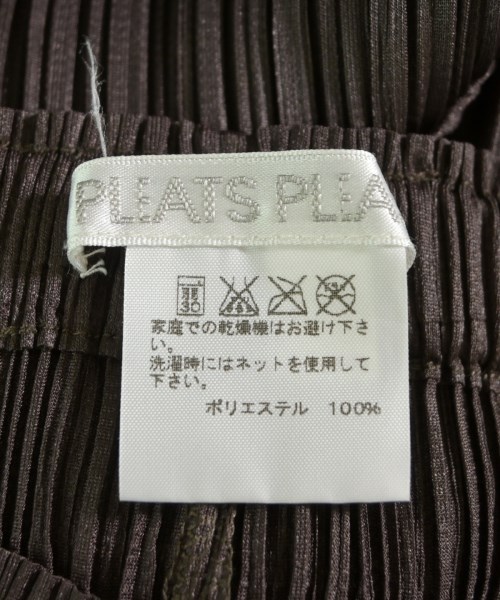 PLEATS PLEA
弱
30
家庭での乾燥機はお避け下さ
い。
洗濯時にはネットを使用して
下さい。
ポリエステル 100%